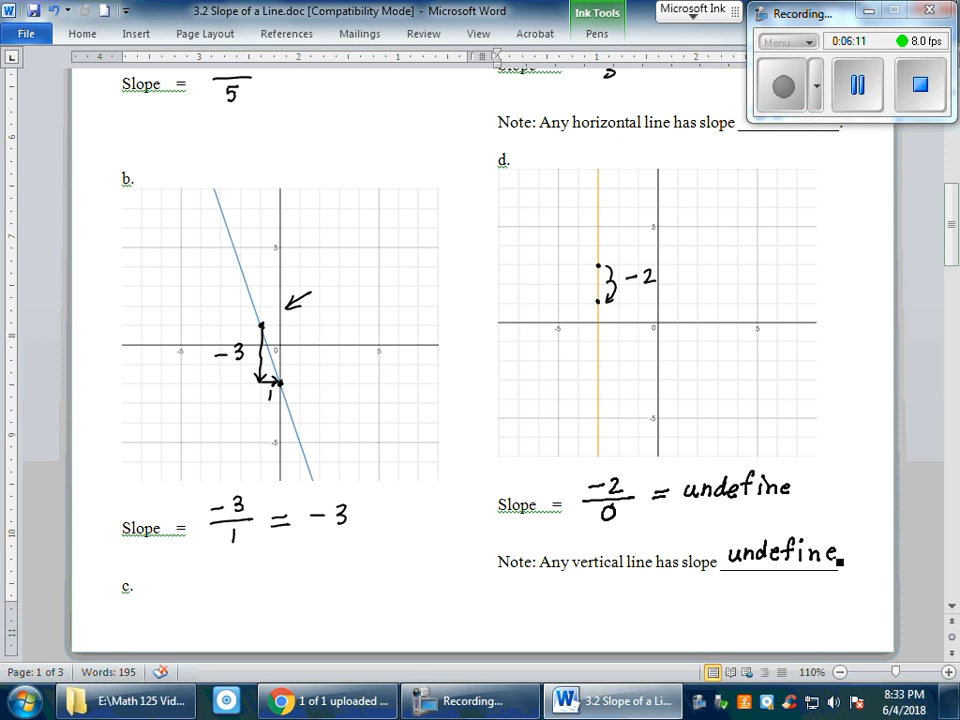 3.2 Slope of a Line.doc [Compatibility Mode] - Microsoft Word
Ink Tools
Microsoft Ink
Recording...
File Home Insert Page Layout References Mailings Review View Acrobat Pens
Menu 0:06:11 8.0 fps
Slope =
5
Note: Any horizontal line has slope ____________.
b.
5
-5 0 5
-5
-3
1
Slope = -3/1 = -3
c.
d.
5
-5 0 5
-5
-2
Slope = -2/0 = undefine
Note: Any vertical line has slope undefine
Page: 1 of 3 Words: 195 110%
E:\Math 125 Vid... 1 of 1 uploaded ... Recording... 3.2 Slope of a Li...
8:33 PM
6/4/2018